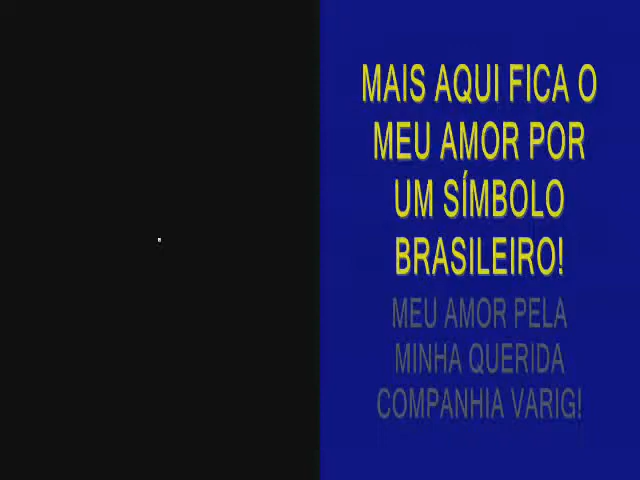 MAIS AQUI FICA O
MEU AMOR POR
UM SÍMBOLO
BRASILEIRO!
MEU AMOR PELA
MINHA QUERIDA
COMPANHIA VARIG!